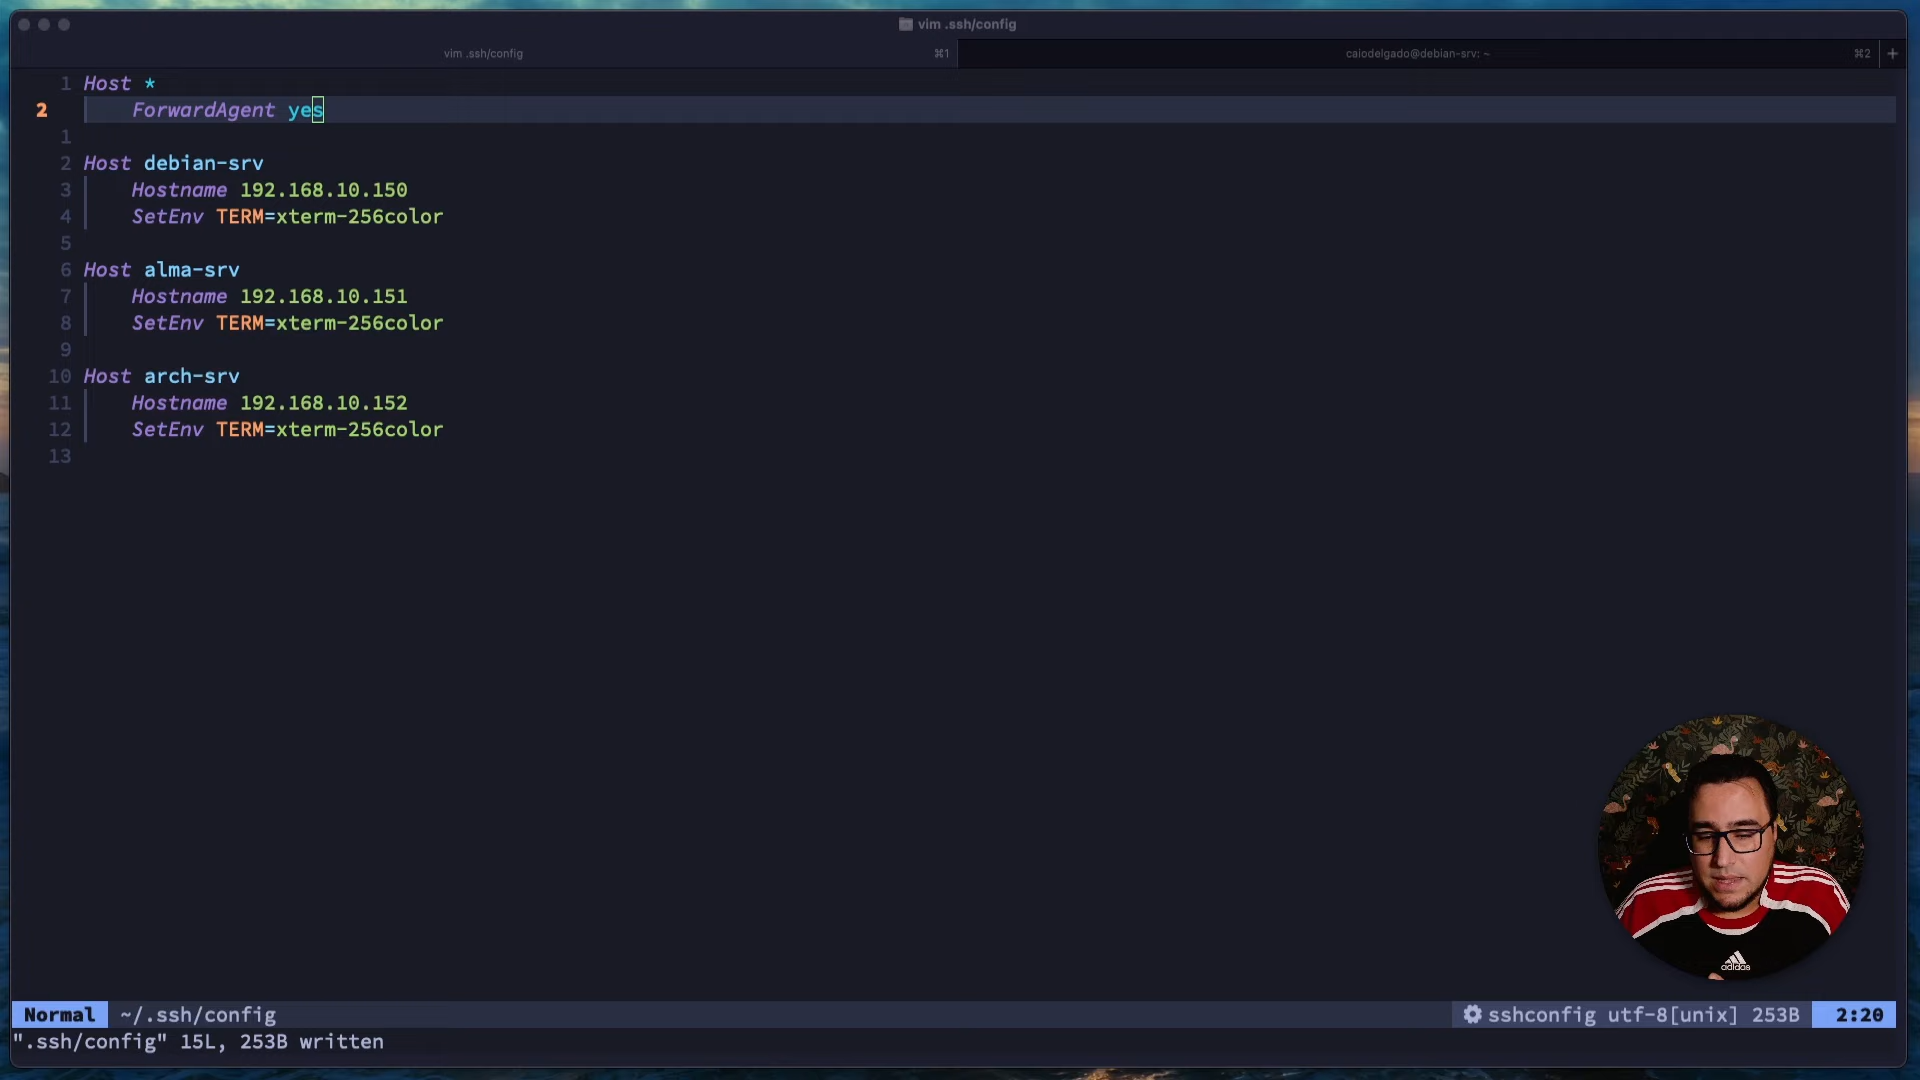 vim .ssh/config
vim .ssh/config ⌘1 caiodelgado@debian-srv: ~ ⌘2 +
1 Host *
2 ForwardAgent yes
1
2 Host debian-srv
3 Hostname 192.168.10.150
4 SetEnv TERM=xterm-256color
5
6 Host alma-srv
7 Hostname 192.168.10.151
8 SetEnv TERM=xterm-256color
9
10 Host arch-srv
11 Hostname 192.168.10.152
12 SetEnv TERM=xterm-256color
13
adidas
Normal ~/.ssh/config sshconfig utf-8[unix] 253B 2:20
".ssh/config" 15L, 253B written